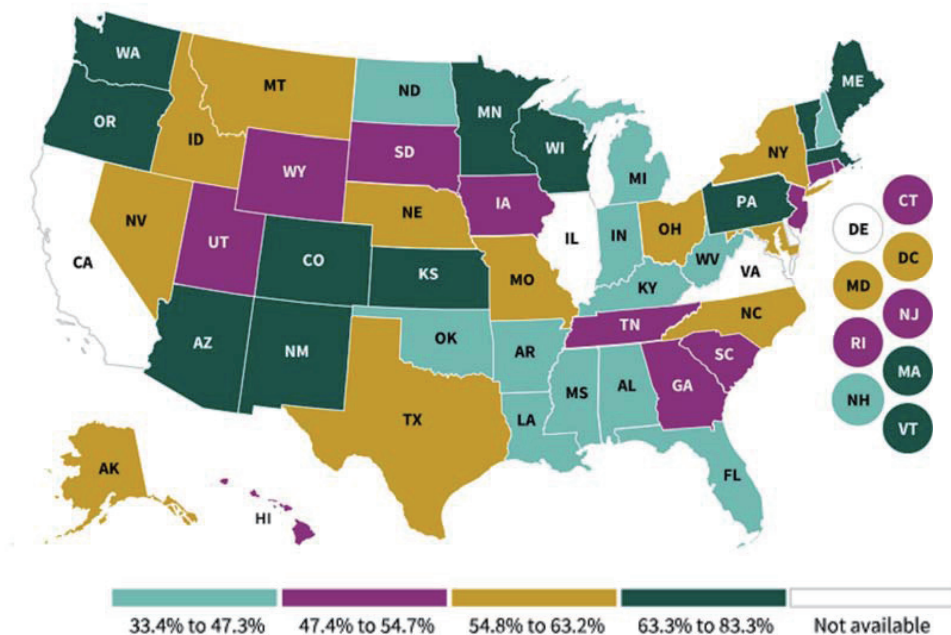 WA
ME
MT
ND
MN
OR
ID
WI
NY
SD
WY
MI
CT
IA
PA
NE
DE
NV
OH
IL
IN
DC
UT
WV
CO
CA
VA
KS
MO
MD
KY
NJ
NC
TN
RI
OK
AZ
NM
AR
SC
MA
MS
AL
GA
NH
TX
LA
VT
AK
FL
HI
33.4% to 47.3%
47.4% to 54.7%
54.8% to 63.2%
63.3% to 83.3%
Not available